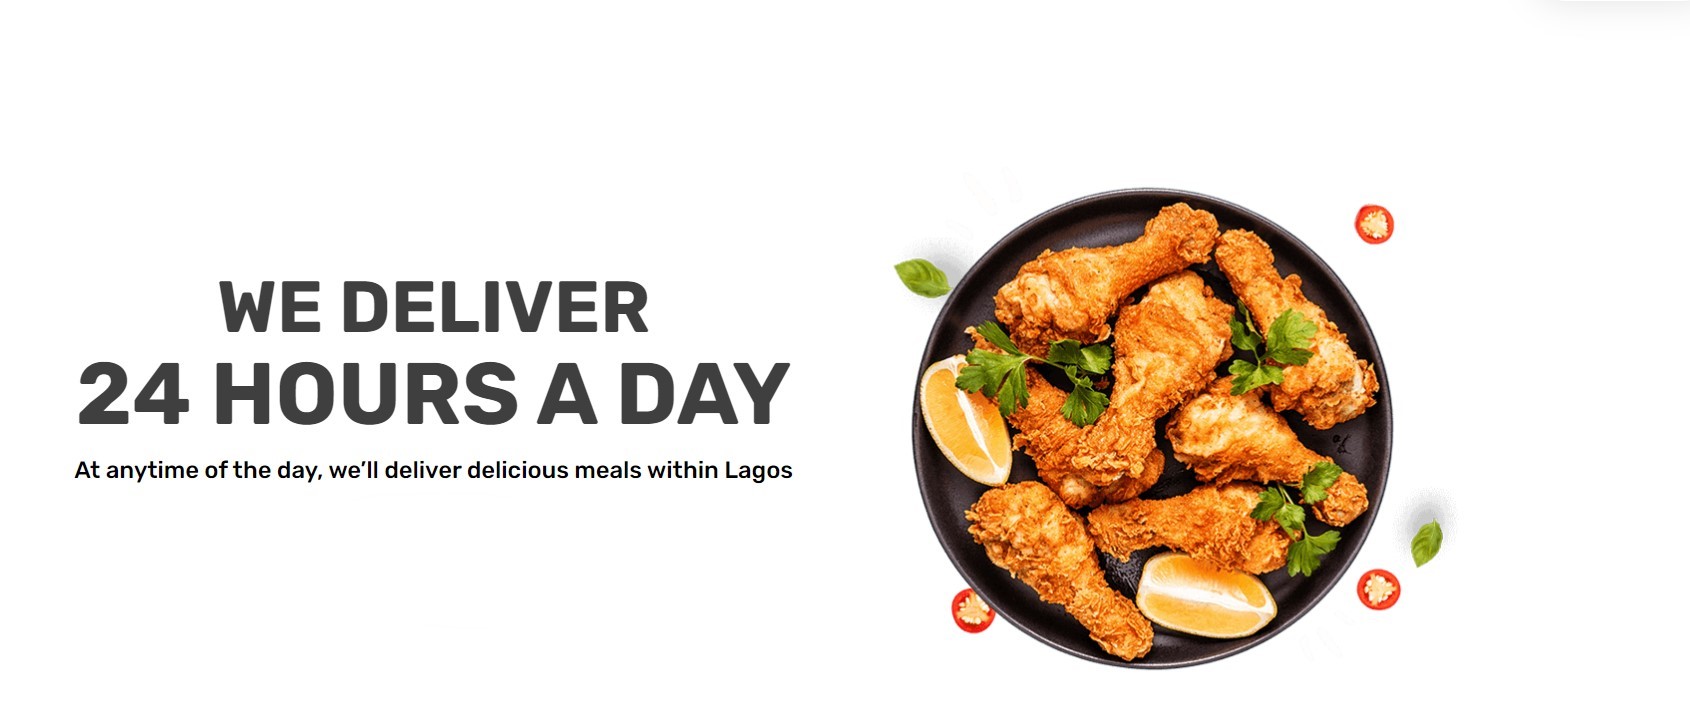 WE DELIVER
24 HOURS A DAY
At anytime of the day, we’ll deliver delicious meals within Lagos